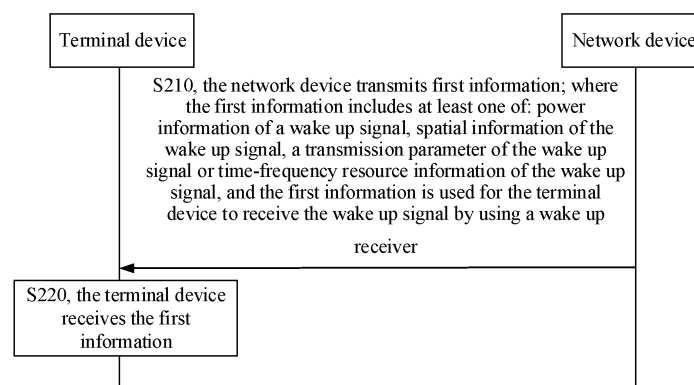 Terminal device
Network device
S210, the network device transmits first information; where
the first information includes at least one of: power
information of a wake up signal, spatial information of the
wake up signal, a transmission parameter of the wake up
signal or time-frequency resource information of the wake up
signal, and the first information is used for the terminal
device to receive the wake up signal by using a wake up
receiver
S220, the terminal device
receives the first
information